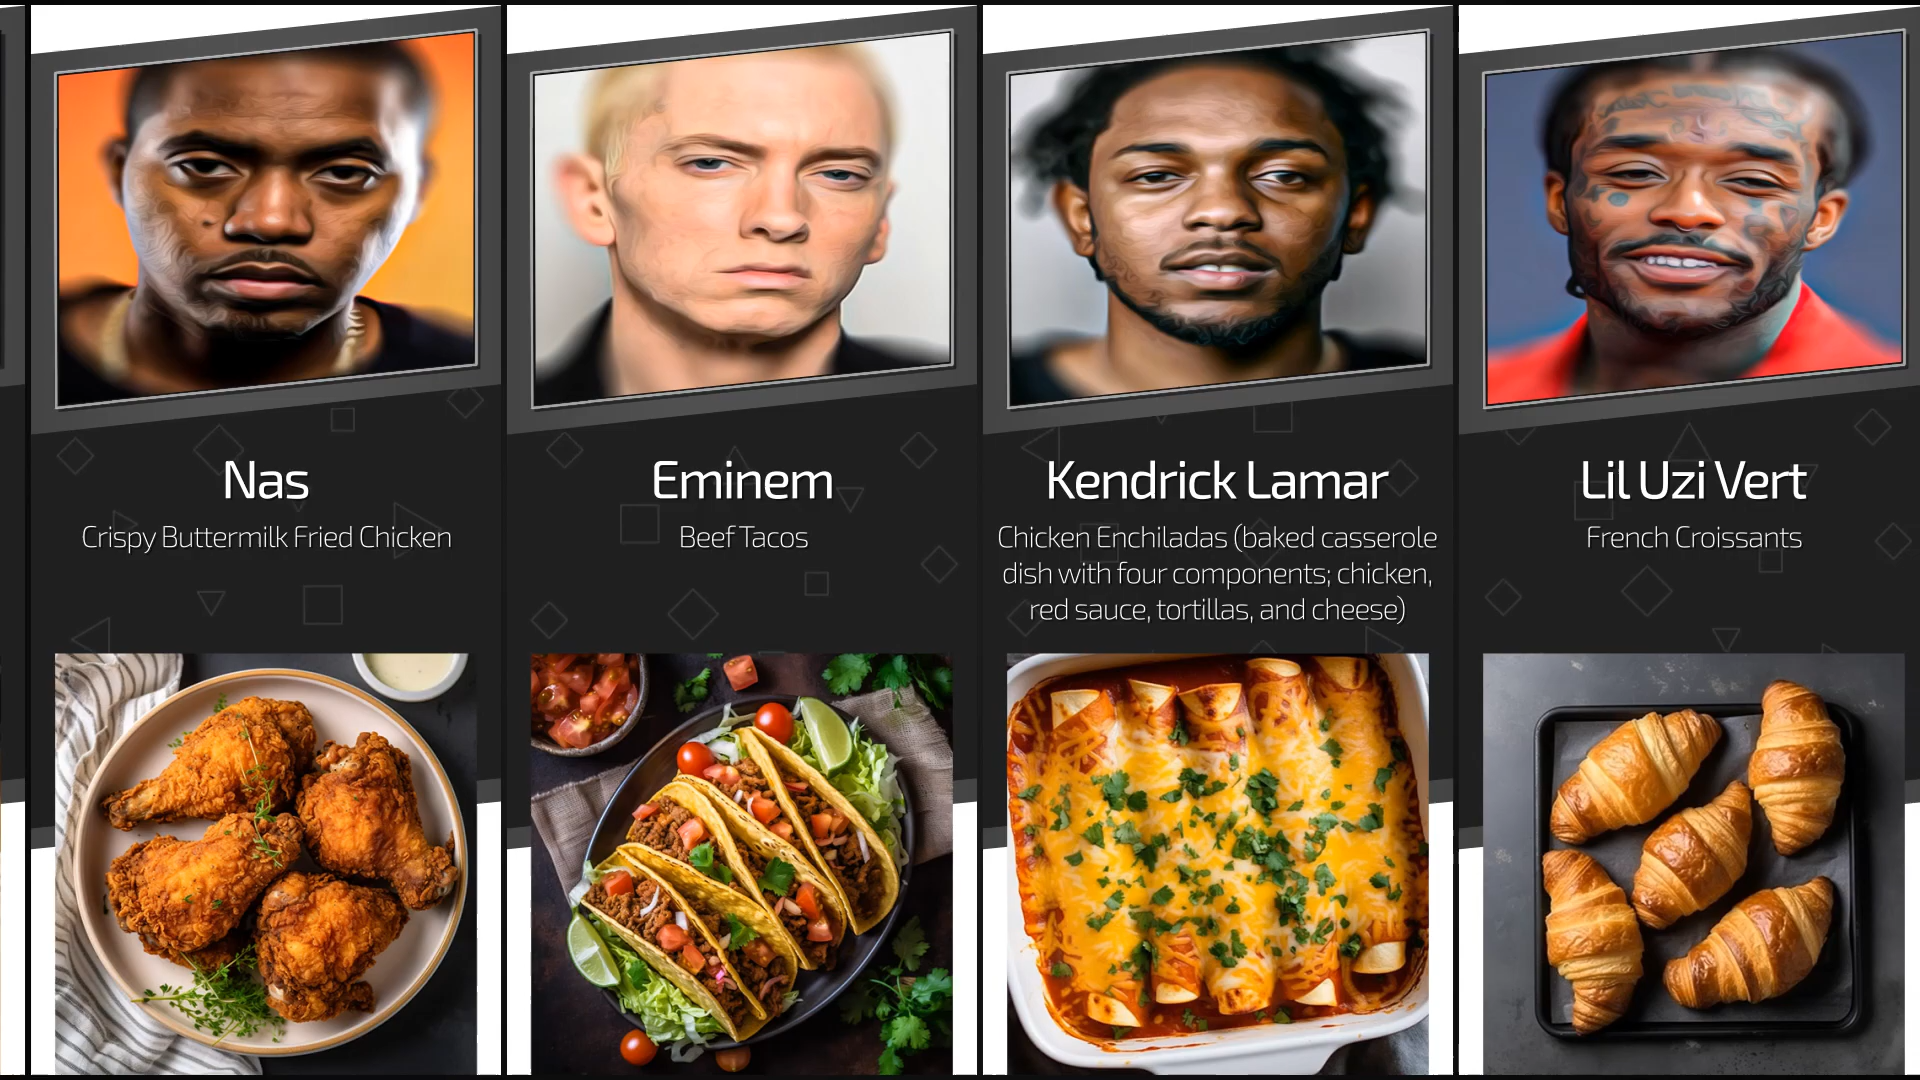 Nas
Crispy Buttermilk Fried Chicken
Eminem
Beef Tacos
Kendrick Lamar
Chicken Enchiladas (baked casserole
dish with four components; chicken,
red sauce, tortillas, and cheese)
Lil Uzi Vert
French Croissants